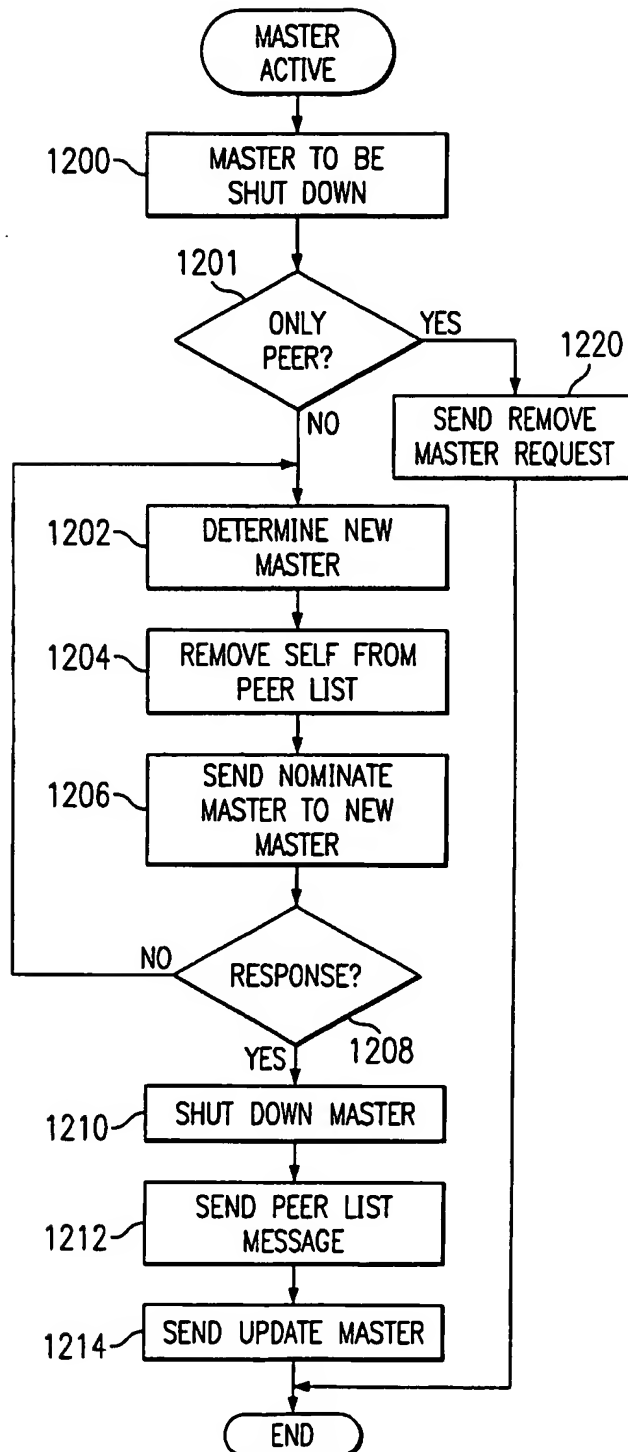 MASTER
ACTIVE
1200
MASTER TO BE
SHUT DOWN
1201
ONLY
PEER?
YES
1220
NO
SEND REMOVE
MASTER REQUEST
1202
DETERMINE NEW
MASTER
1204
REMOVE SELF FROM
PEER LIST
1206
SEND NOMINATE
MASTER TO NEW
MASTER
NO
RESPONSE?
1208
YES
1210
SHUT DOWN MASTER
1212
SEND PEER LIST
MESSAGE
1214
SEND UPDATE MASTER
END